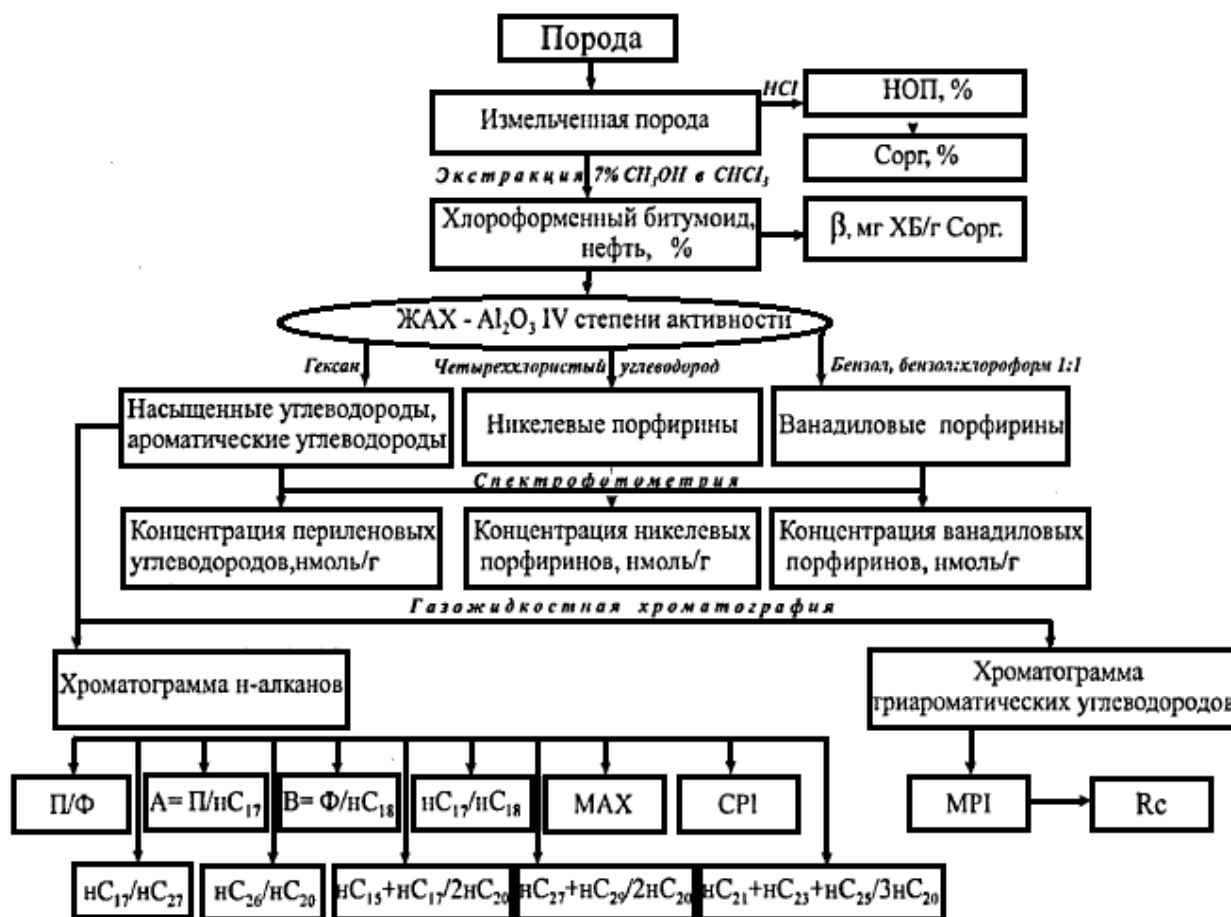 Порода
HCl
НОП, %
Измельченная порода
Сорг, %
Экстракция 7% CH₃OH в CHCl₃
Хлороформенный битумоид,
нефть, %
β, мг ХБ/г Сорг.
ЖАХ - Al₂O₃ IV степени активности
Гексан
Четыреххлористый углеводород
Бензол, бензол:хлороформ 1:1
Насыщенные углеводороды,
ароматические углеводороды
Никелевые порфирины
Ванадиловые порфирины
Спектрофотометрия
Концентрация периленовых
углеводородов,нмоль/г
Концентрация никелевых
порфиринов, нмоль/г
Концентрация ванадиловых
порфиринов, нмоль/г
Газожидкостная хроматография
Хроматограмма н-алканов
Хроматограмма
триароматических углеводородов
П/Ф
А= П/нС₁₇
В= Ф/нС₁₈
нС₁₇/нС₁₈
МАХ
CPI
MPI
Rc
нС₁₇/нС₂₇
нС₂₆/нС₂₀
нС₁₅+нС₁₇/2нС₂₀
нС₂₇+нС₂₉/2нС₂₀
нС₂₁+нС₂₃+нС₂₅/3нС₂₀